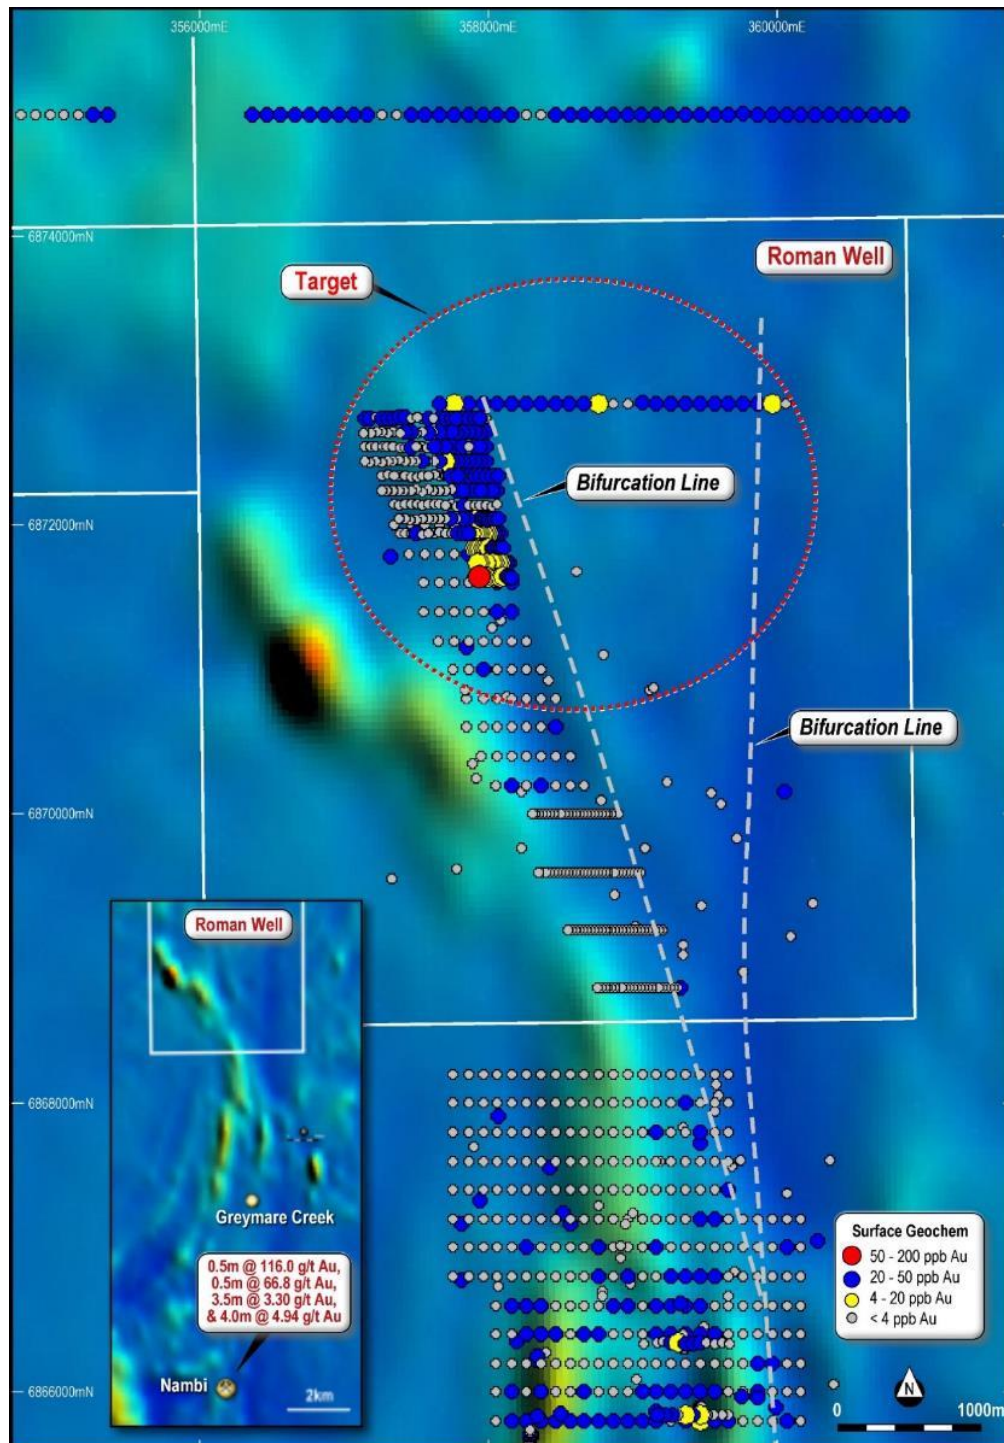 356000mE
358000mE
360000mE
6874000mN
Roman Well
Target
Bifurcation Line
6872000mN
Bifurcation Line
6870000mN
Roman Well
6868000mN
Greymare Creek
0.5m @ 116.0 g/t Au,
0.5m @ 66.8 g/t Au,
3.5m @ 3.30 g/t Au,
& 4.0m @ 4.94 g/t Au
Nambi
2km
6866000mN
Surface Geochem
50 - 200 ppb Au
20 - 50 ppb Au
4 - 20 ppb Au
< 4 ppb Au
N
0 1000m